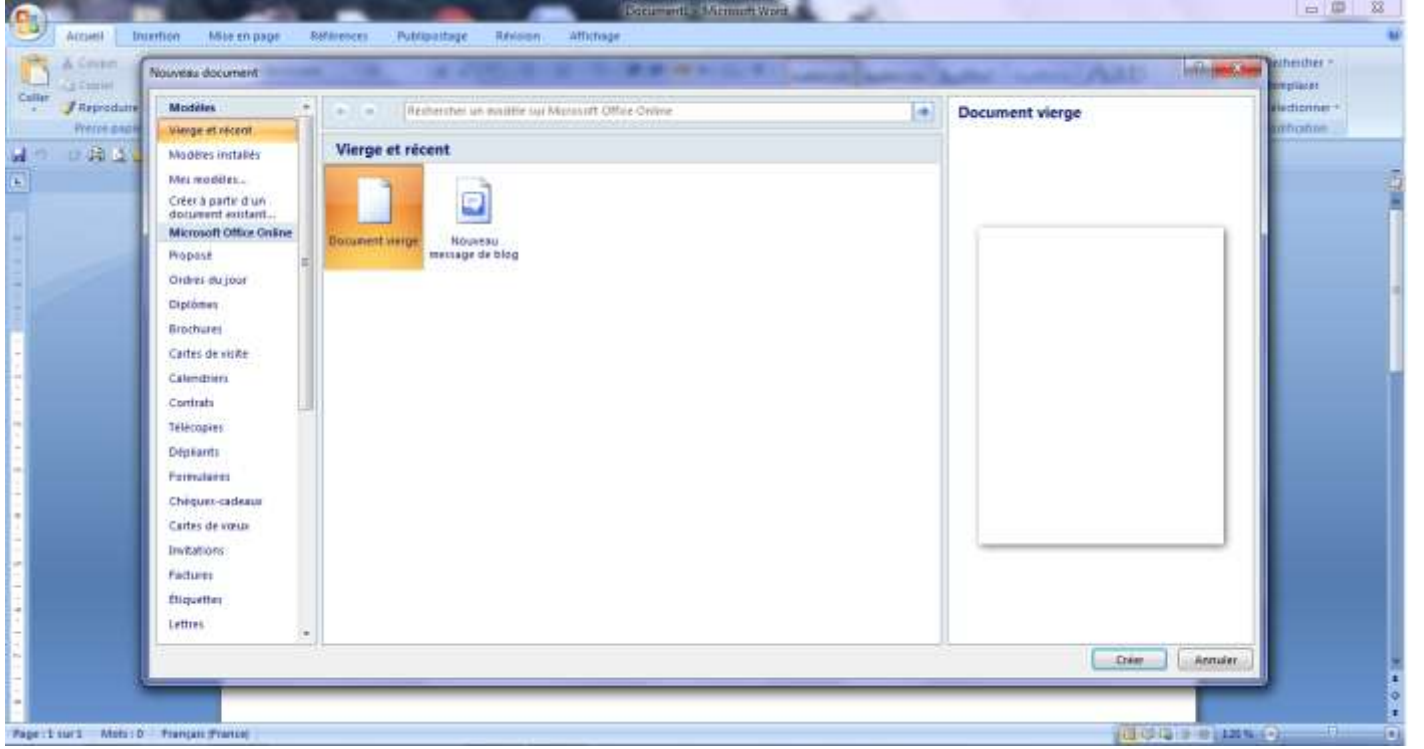 Document1 - Microsoft Word
Accueil Insertion Mise en page Références Publipostage Révision Affichage
Couper
Copier
Coller
Reproduire
Nouveau document
Modèles
Vierge et récent
Modèles installés
Mes modèles...
Créer à partir d'un
document existant...
Microsoft Office Online
Proposé
Ordres du jour
Diplômes
Brochures
Cartes de visite
Calendriers
Contrats
Télécopies
Dépliants
Formulaires
Chèques-cadeaux
Cartes de vœux
Invitations
Factures
Étiquettes
Lettres
Rechercher un modèle sur Microsoft Office Online
Vierge et récent
Document vierge
Nouveau
message de blog
Document vierge
Créer Annuler
Page : 1 sur 1 Mots : 0 Français (France)